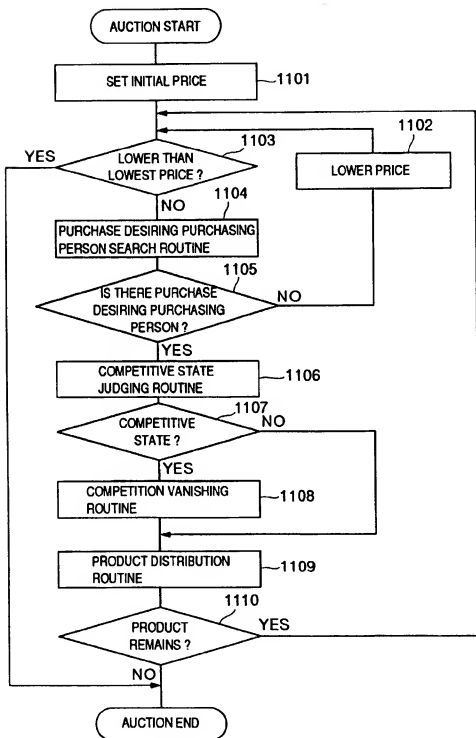 AUCTION START
SET INITIAL PRICE
1101
1102
YES
LOWER THAN
LOWEST PRICE ?
1103
LOWER PRICE
NO
1104
PURCHASE DESIRING PURCHASING
PERSON SEARCH ROUTINE
1105
IS THERE PURCHASE
DESIRING PURCHASING
PERSON ?
NO
YES
COMPETITIVE STATE
JUDGING ROUTINE
1106
1107
COMPETITIVE
STATE ?
NO
YES
COMPETITION VANISHING
ROUTINE
1108
PRODUCT DISTRIBUTION
ROUTINE
1109
1110
PRODUCT
REMAINS ?
YES
NO
AUCTION END